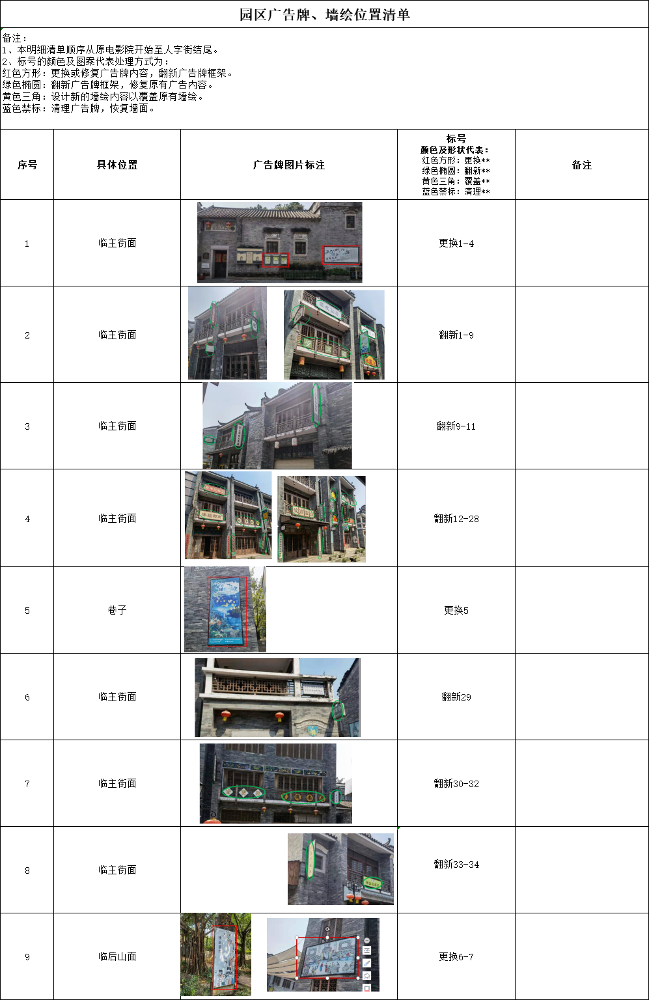 园区广告牌、墙绘位置清单
备注：
1、本明细清单顺序从原电影院开始至人字街结尾。
2、标号的颜色及图案代表处理方式为：
红色方形：更换或修复广告牌内容，翻新广告牌框架。
绿色椭圆：翻新广告牌框架，修复原有广告内容。
黄色三角：设计新的墙绘内容以覆盖原有墙绘。
蓝色禁标：清理广告牌，恢复墙面。
序号 具体位置 广告牌图片标注 标号 备注
颜色及形状代表：
红色方形：更换**
绿色椭圆：翻新**
黄色三角：覆盖**
蓝色禁标：清理**
1 临主街面 更换1-4
2 临主街面 翻新1-9
3 临主街面 翻新9-11
4 临主街面 翻新12-28
5 巷子 更换5
6 临主街面 翻新29
7 临主街面 翻新30-32
8 临主街面 翻新33-34
9 临后山面 更换6-7